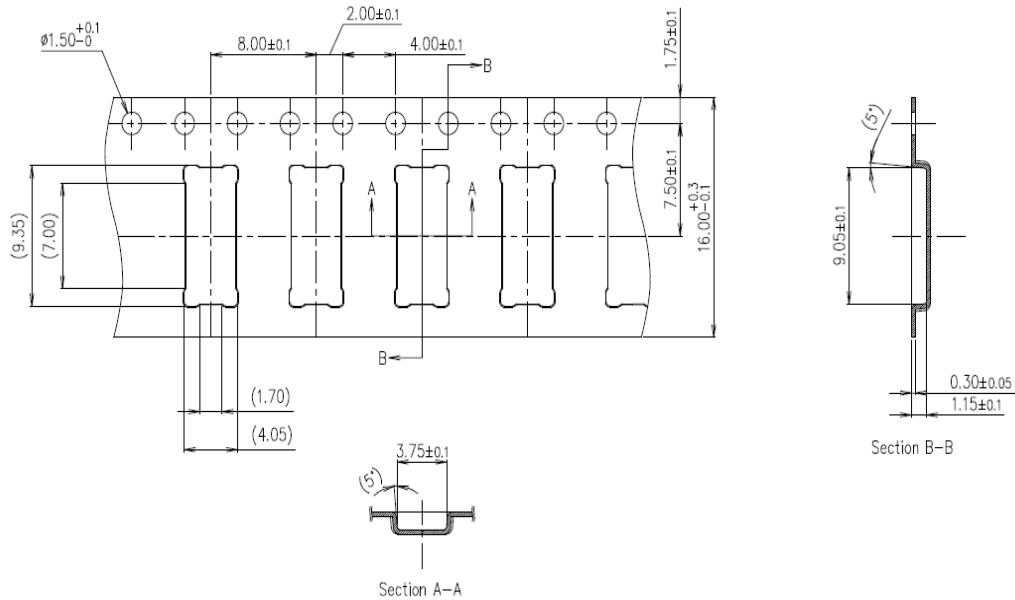 2.00±0.1
ø1.50 +0.1 -0
8.00±0.1
4.00±0.1
1.75±0.1
B
(5°)
A
A
(9.35)
(7.00)
7.50±0.1
16.00 +0.3 -0.1
9.05±0.1
B
(1.70)
(4.05)
0.30±0.05
1.15±0.1
Section B-B
3.75±0.1
(5°)
Section A-A